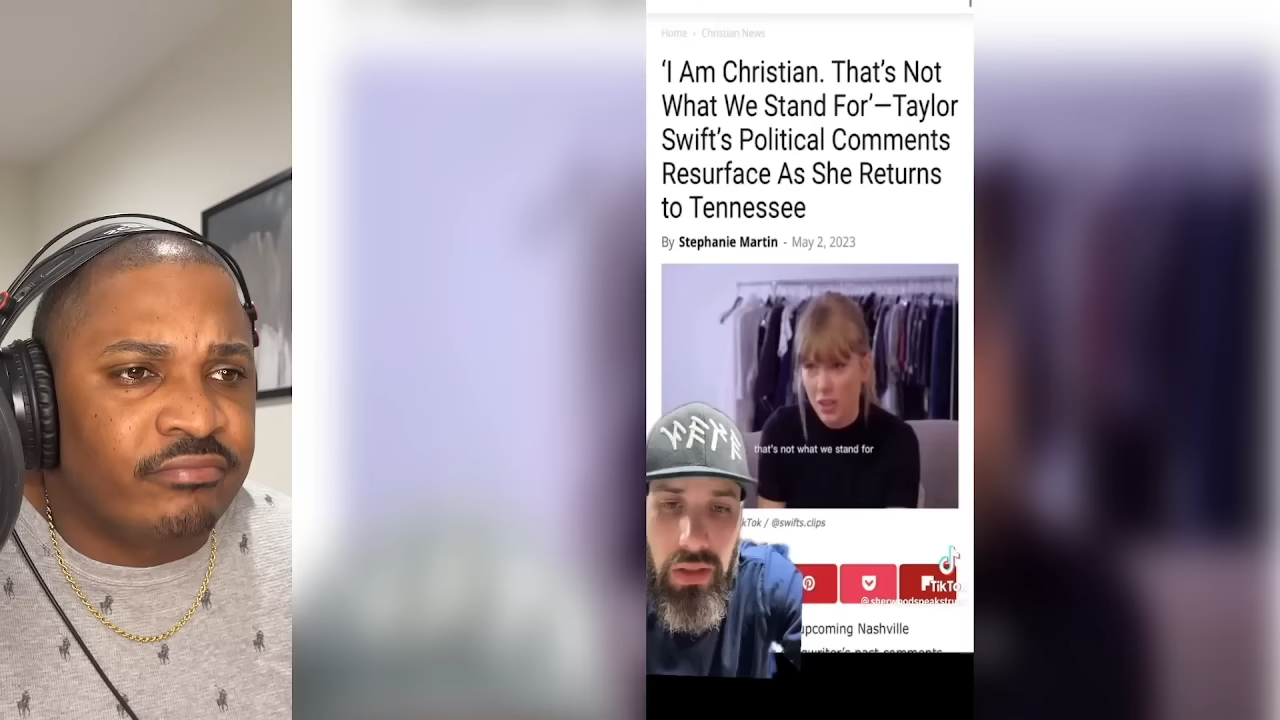 Home › Christian News
‘I Am Christian. That’s Not
What We Stand For’—Taylor
Swift’s Political Comments
Resurface As She Returns
to Tennessee
By Stephanie Martin - May 2, 2023
that's not what we stand for
kTok / @swifts.clips
TikTo
@sherwoodspeakstru
upcoming Nashville